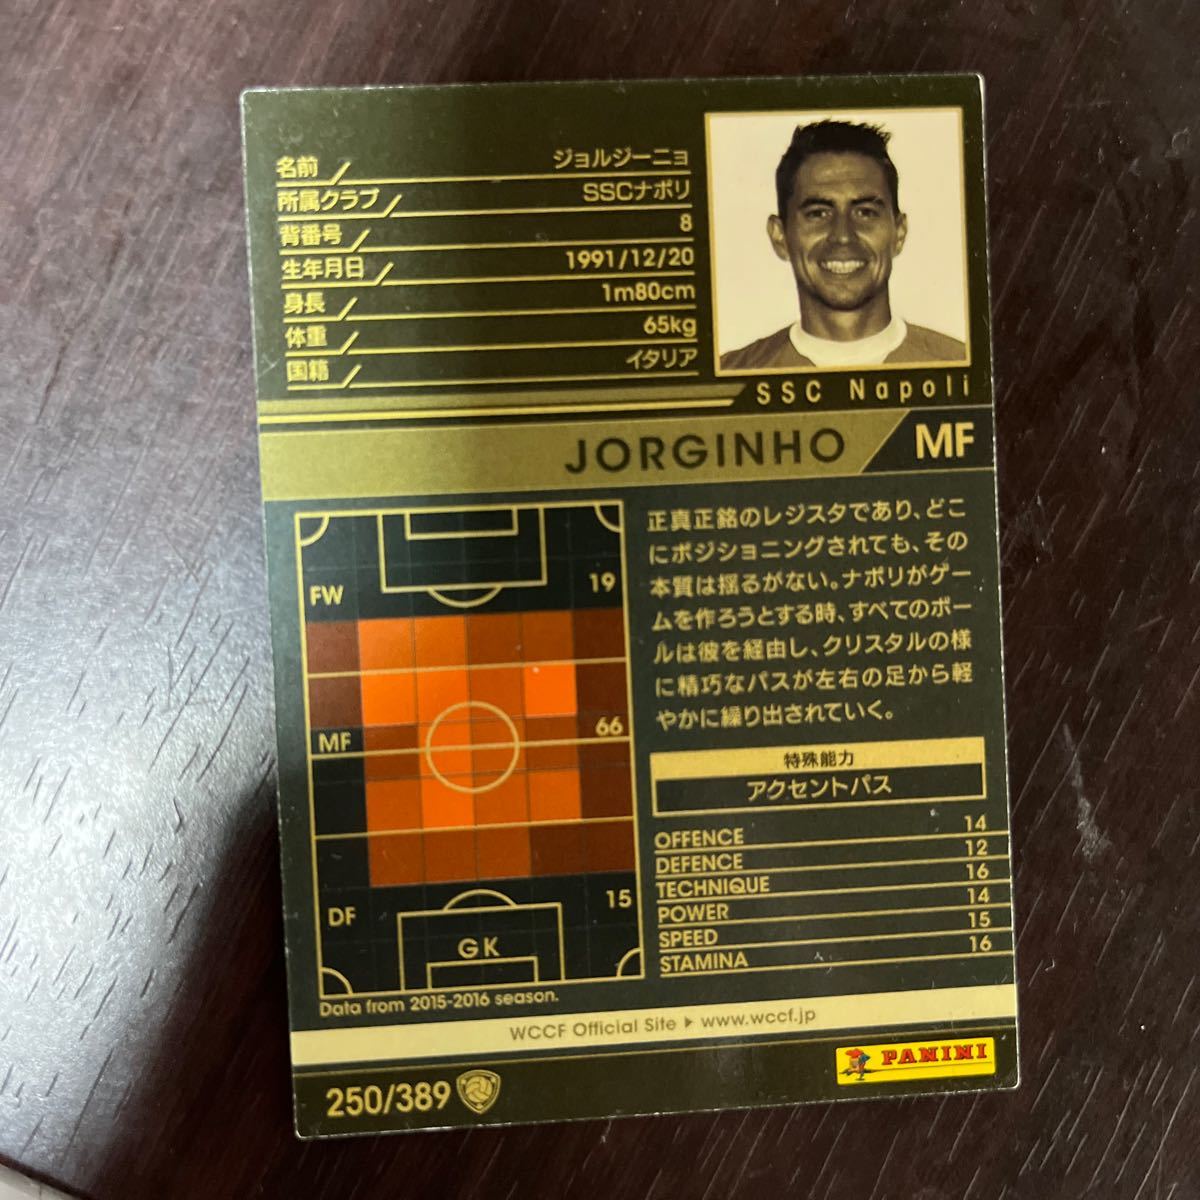 名前 ジョルジーニョ
所属クラブ SSCナポリ
背番号 8
生年月日 1991/12/20
身長 1m80cm
体重 65kg
国籍 イタリア
SSC Napoli
JORGINHO MF
FW 19
MF 66
DF 15
GK
Data from 2015-2016 season.
正真正銘のレジスタであり、どこ
にポジショニングされても、その
本質は揺るがない。ナポリがゲー
ムを作ろうとする時、すべてのボー
ルは彼を経由し、クリスタルの様
に精巧なパスが左右の足から軽
やかに繰り出されていく。
特殊能力
アクセントパス
OFFENCE 14
DEFENCE 12
TECHNIQUE 16
POWER 14
SPEED 15
STAMINA 16
WCCF Official Site ▶ www.wccf.jp
250/389
PANINI